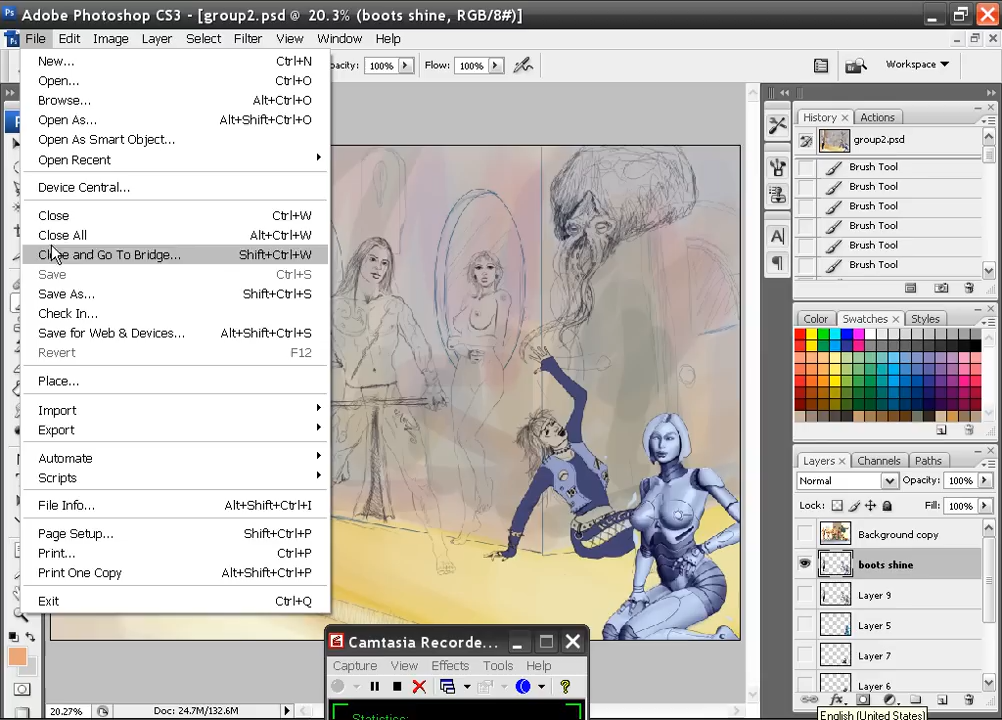 Ps Adobe Photoshop CS3 - [group2.psd @ 20.3% (boots shine, RGB/8#)]
File Edit Image Layer Select Filter View Window Help
pacity: 100% Flow: 100% Workspace
New... Ctrl+N
Open... Ctrl+O
Browse... Alt+Ctrl+O
Open As... Alt+Shift+Ctrl+O
Open As Smart Object...
Open Recent
Device Central...
Close Ctrl+W
Close All Alt+Ctrl+W
Close and Go To Bridge... Shift+Ctrl+W
Save Ctrl+S
Save As... Shift+Ctrl+S
Check In...
Save for Web & Devices... Alt+Shift+Ctrl+S
Revert F12
Place...
Import
Export
Automate
Scripts
File Info... Alt+Shift+Ctrl+I
Page Setup... Shift+Ctrl+P
Print... Ctrl+P
Print One Copy Alt+Shift+Ctrl+P
Exit Ctrl+Q
History Actions
group2.psd
Brush Tool
Brush Tool
Brush Tool
Brush Tool
Brush Tool
Brush Tool
Color Swatches Styles
Layers Channels Paths
Normal Opacity: 100%
Lock: Fill: 100%
Background copy
boots shine
Layer 9
Layer 5
Layer 7
Layer 6
English (United States)
Camtasia Recorde...
Capture View Effects Tools Help
Statistics:
20.27% Doc: 24.7M/132.6M